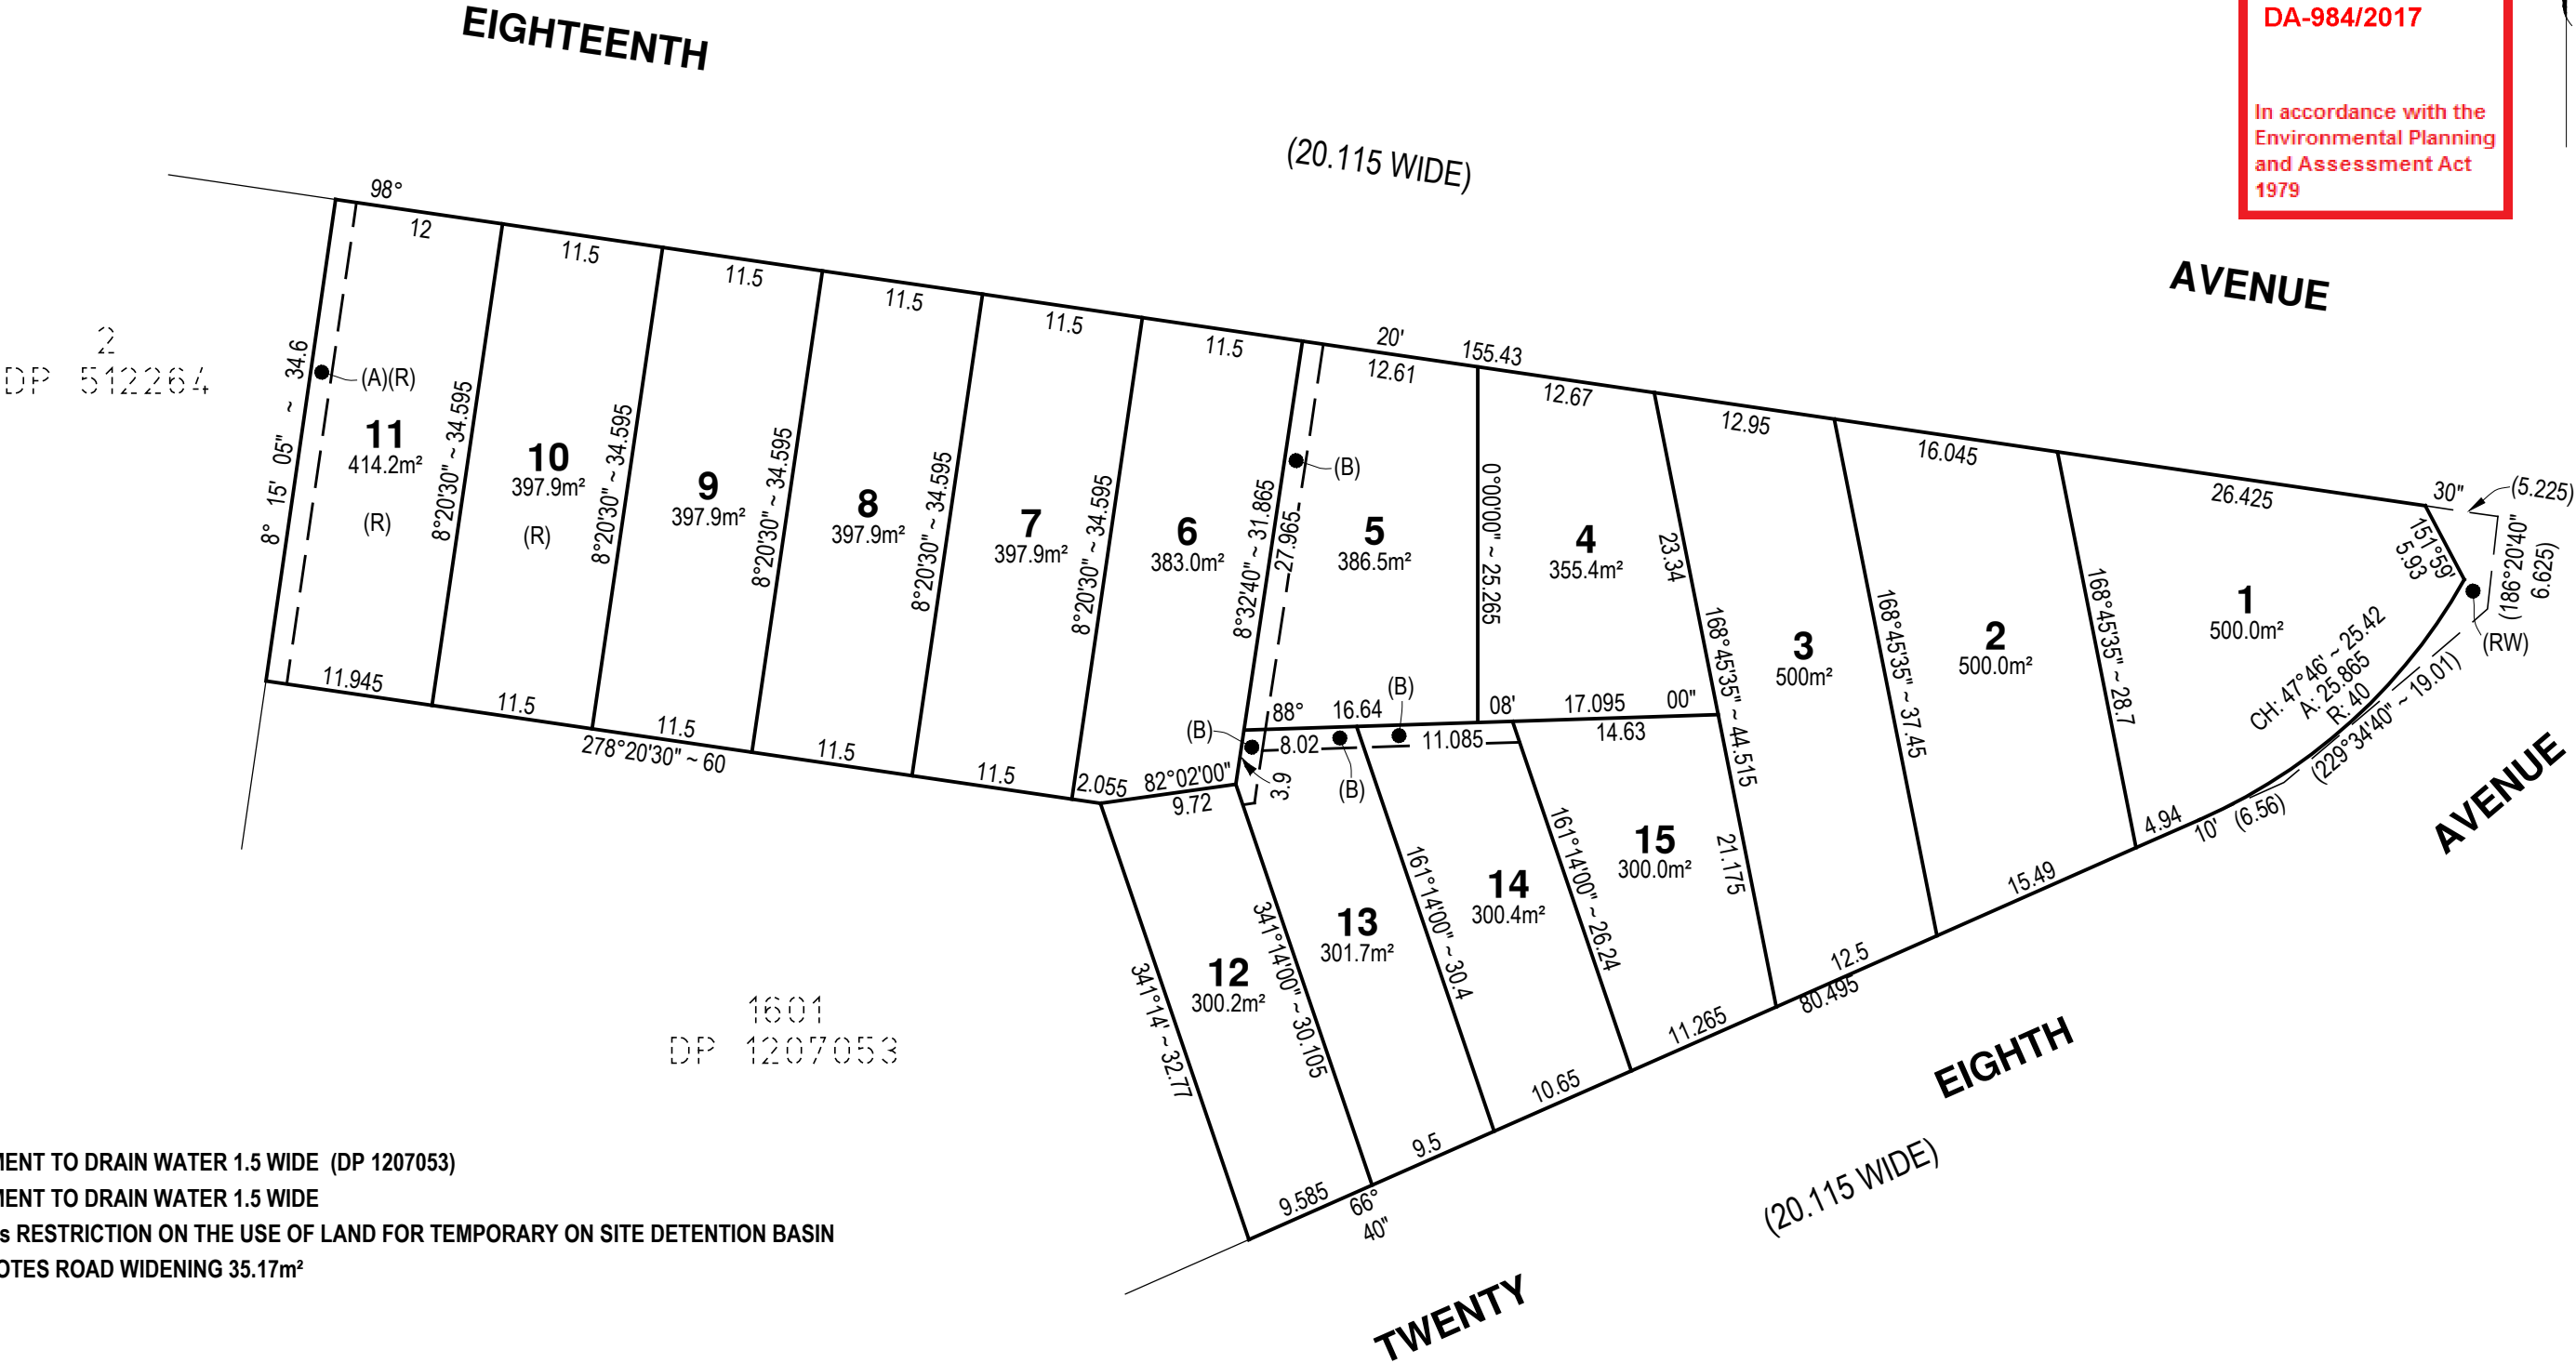 EIGHTEENTH
(20.115 WIDE)
AVENUE
DA-984/2017
In accordance with the
Environmental Planning
and Assessment Act
1979
98°
12
11.5
11.5
11.5
11.5
11.5
20'
155.43
12.61
12.67
12.95
16.045
26.425
30"
(5.225)
2
DP 512264
8° 15' 05" ~ 34.6
(A)(R)
11
414.2m²
(R)
8°20'30" ~ 34.595
10
397.9m²
(R)
8°20'30" ~ 34.595
9
397.9m²
8°20'30" ~ 34.595
8
397.9m²
8°20'30" ~ 34.595
7
397.9m²
8°20'30" ~ 34.595
6
383.0m²
8°32'40" ~ 31.865
27.965
(B)
5
386.5m²
0°00'00" ~ 25.265
4
355.4m²
23.34
168°45'35" ~ 44.515
21.175
3
500m²
168°45'35" ~ 37.45
2
500.0m²
168°45'35" ~ 28.7
1
500.0m²
151°59'
5.93
(186°20'40"
6.625)
(RW)
CH: 47°46' ~ 25.42
A: 25.865
R: 40
(229°34'40" ~ 19.01)
11.945
11.5
11.5
11.5
11.5
2.055
278°20'30" ~ 60
82°02'00"
9.72
88°
16.64
(B)
08'
17.095
00"
(B)
8.02
(B)
11.085
14.63
3.9
12
300.2m²
341°14' ~ 32.77
341°14'00" ~ 30.105
13
301.7m²
161°14'00" ~ 30.4
14
300.4m²
161°14'00" ~ 26.24
15
300.0m²
9.585
66°
40"
9.5
10.65
11.265
12.5
80.495
15.49
4.94
10'
(6.56)
AVENUE
1601
DP 1207053
EIGHTH
(20.115 WIDE)
TWENTY
MENT TO DRAIN WATER 1.5 WIDE (DP 1207053)
MENT TO DRAIN WATER 1.5 WIDE
s RESTRICTION ON THE USE OF LAND FOR TEMPORARY ON SITE DETENTION BASIN
OTES ROAD WIDENING 35.17m²